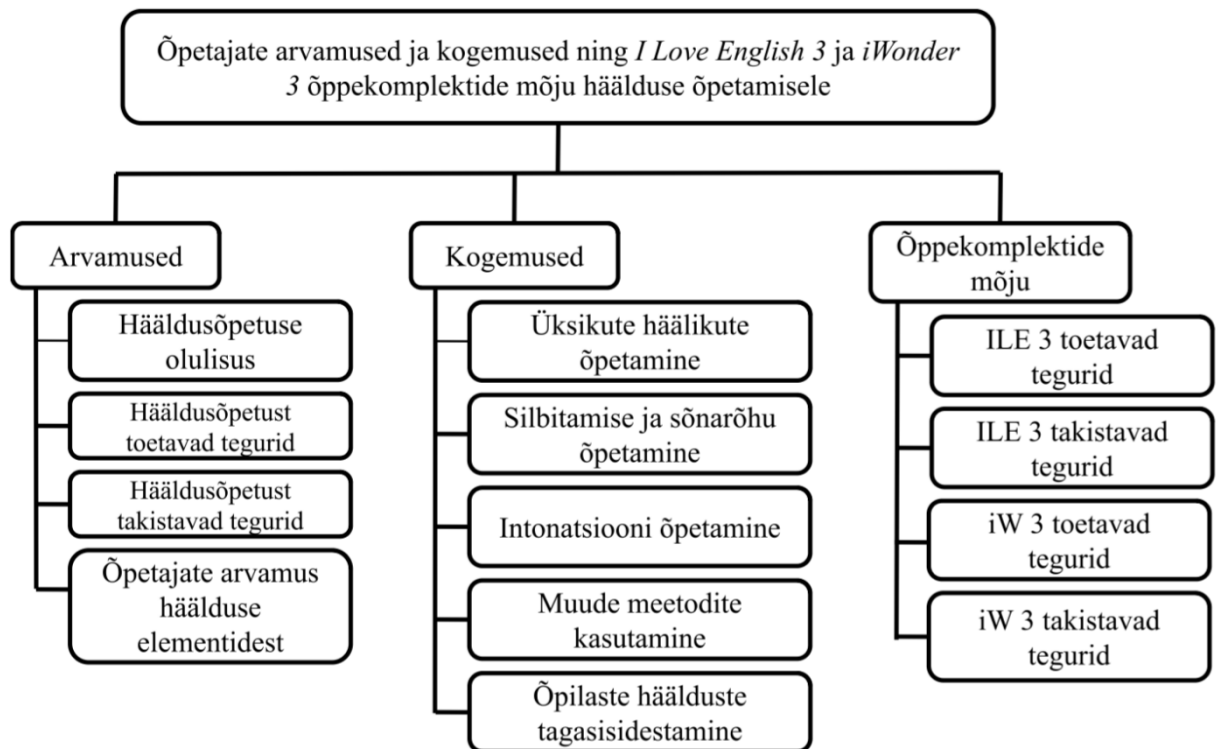 Õpetajate arvamused ja kogemused ning I Love English 3 ja iWonder
3 õppekomplektide mõju häälduse õpetamisele
Arvamused
Hääldusõpetuse
olulisus
Hääldusõpetust
toetavad tegurid
Hääldusõpetust
takistavad tegurid
Õpetajate arvamus
häälduse
elementidest
Kogemused
Üksikute häälikute
õpetamine
Silbitamise ja sõnarõhu
õpetamine
Intonatsiooni õpetamine
Muude meetodite
kasutamine
Õpilaste häälduste
tagasisidestamine
Õppekomplektide
mõju
ILE 3 toetavad
tegurid
ILE 3 takistavad
tegurid
iW 3 toetavad
tegurid
iW 3 takistavad
tegurid